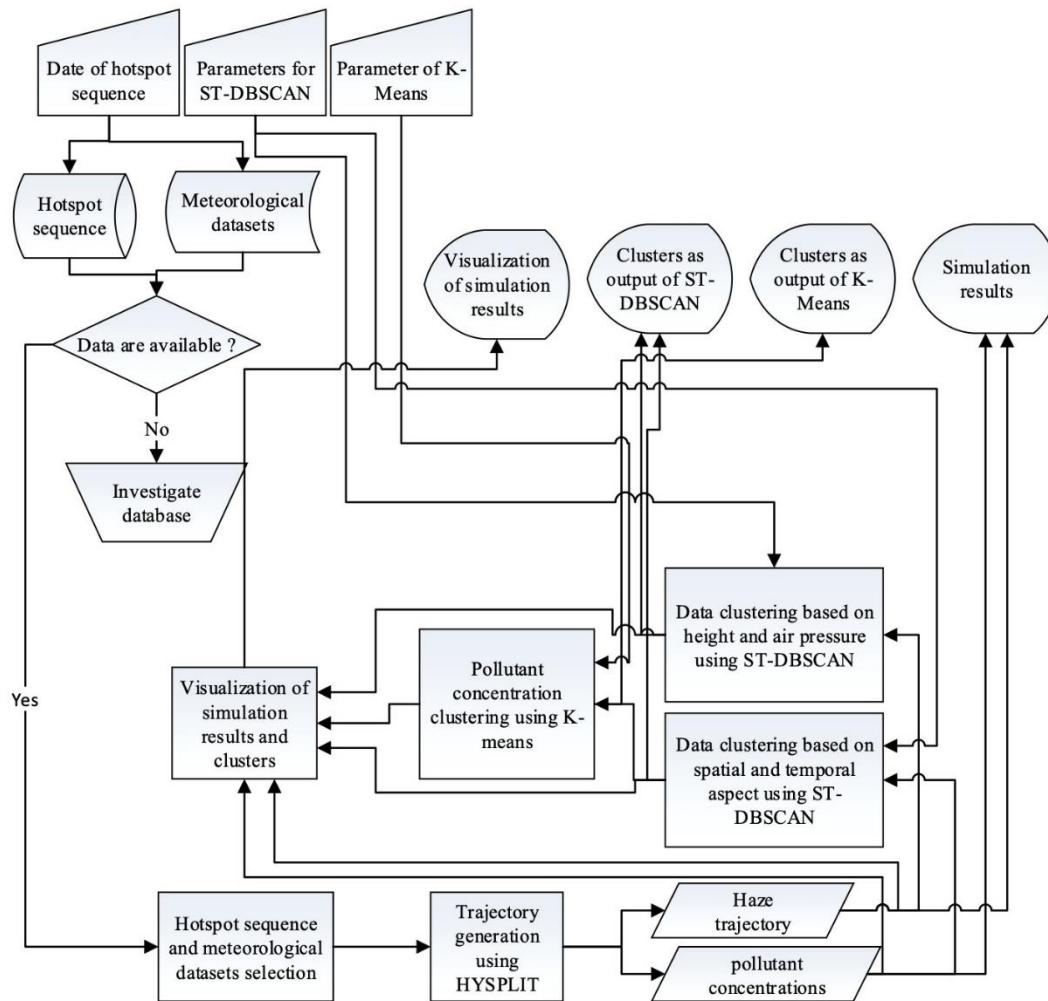 Date of hotspot
sequence
Parameters for
ST-DBSCAN
Parameter of K-
Means
Hotspot
sequence
Meteorological
datasets
Visualization
of simulation
results
Clusters as
output of ST-
DBSCAN
Clusters as
output of K-
Means
Simulation
results
Data are available ?
No
Investigate
database
Yes
Visualization of
simulation
results and
clusters
Pollutant
concentration
clustering using K-
means
Data clustering based on
height and air pressure
using ST-DBSCAN
Data clustering based on
spatial and temporal
aspect using ST-
DBSCAN
Hotspot sequence
and meteorological
datasets selection
Trajectory
generation
using
HYSPLIT
Haze
trajectory
pollutant
concentrations